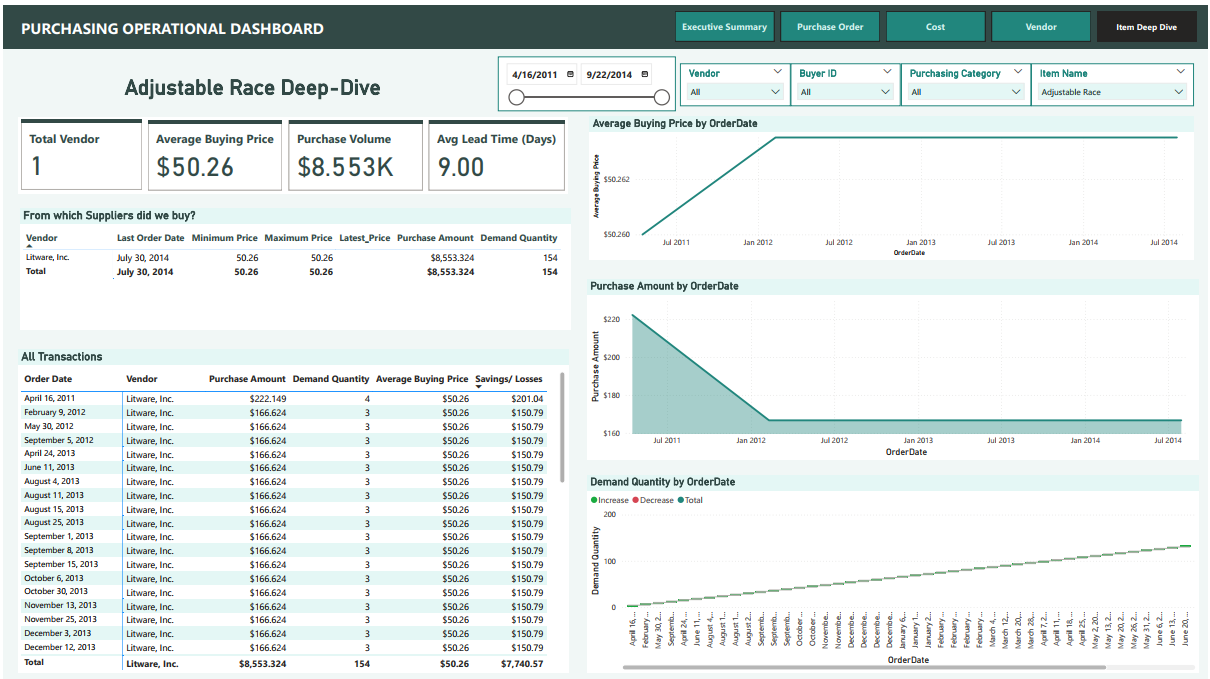 PURCHASING OPERATIONAL DASHBOARD
Executive Summary
Purchase Order
Cost
Vendor
Item Deep Dive
Adjustable Race Deep-Dive
4/16/2011 9/22/2014
Vendor
All
Buyer ID
All
Purchasing Category
All
Item Name
Adjustable Race
Total Vendor
1
Average Buying Price
$50.26
Purchase Volume
$8.553K
Avg Lead Time (Days)
9.00
From which Suppliers did we buy?
Vendor Last Order Date Minimum Price Maximum Price Latest_Price Purchase Amount Demand Quantity
Litware, Inc. July 30, 2014 50.26 50.26 $8,553.324 154
Total July 30, 2014 50.26 50.26 $8,553.324 154
All Transactions
Order Date Vendor Purchase Amount Demand Quantity Average Buying Price Savings/ Losses
April 16, 2011 Litware, Inc. $222.149 4 $50.26 $201.04
February 9, 2012 Litware, Inc. $166.624 3 $50.26 $150.79
May 30, 2012 Litware, Inc. $166.624 3 $50.26 $150.79
September 5, 2012 Litware, Inc. $166.624 3 $50.26 $150.79
April 24, 2013 Litware, Inc. $166.624 3 $50.26 $150.79
June 11, 2013 Litware, Inc. $166.624 3 $50.26 $150.79
August 4, 2013 Litware, Inc. $166.624 3 $50.26 $150.79
August 11, 2013 Litware, Inc. $166.624 3 $50.26 $150.79
August 15, 2013 Litware, Inc. $166.624 3 $50.26 $150.79
August 25, 2013 Litware, Inc. $166.624 3 $50.26 $150.79
September 1, 2013 Litware, Inc. $166.624 3 $50.26 $150.79
September 8, 2013 Litware, Inc. $166.624 3 $50.26 $150.79
September 15, 2013 Litware, Inc. $166.624 3 $50.26 $150.79
October 6, 2013 Litware, Inc. $166.624 3 $50.26 $150.79
October 30, 2013 Litware, Inc. $166.624 3 $50.26 $150.79
November 13, 2013 Litware, Inc. $166.624 3 $50.26 $150.79
November 25, 2013 Litware, Inc. $166.624 3 $50.26 $150.79
December 3, 2013 Litware, Inc. $166.624 3 $50.26 $150.79
December 12, 2013 Litware, Inc. $166.624 3 $50.26 $150.79
Total Litware, Inc. $8,553.324 154 $50.26 $7,740.57
Average Buying Price by OrderDate
Average Buying Price
$50.262
$50.260
Jul 2011 Jan 2012 Jul 2012 Jan 2013 Jul 2013 Jan 2014 Jul 2014
OrderDate
Purchase Amount by OrderDate
Purchase Amount
$220
$200
$180
$160
Jul 2011 Jan 2012 Jul 2012 Jan 2013 Jul 2013 Jan 2014 Jul 2014
OrderDate
Demand Quantity by OrderDate
Increase Decrease Total
Demand Quantity
200
100
0
April 16,...
February...
May 30, 2...
Septemb...
April 24,...
June 11,...
August 4,...
August 1...
August 1...
August 2...
Septemb...
Septemb...
Septemb...
October...
October...
Novembe...
Novembe...
Decembe...
Decembe...
Decembe...
Decembe...
January 6,...
January 1...
January 2...
February...
February...
February...
March 4,...
March 12,...
March 20,...
March 28,...
April 7, 2...
April 11,...
April 18,...
April 25,...
May 2, 20...
May 13, 2...
May 22, 2...
May 26, 2...
May 31, 2...
June 6, 2...
June 13,...
June 20,...
OrderDate